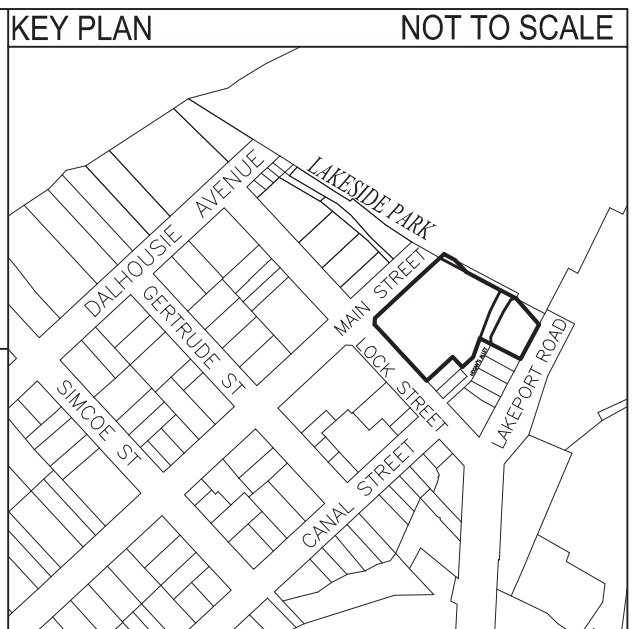 KEY PLAN NOT TO SCALE
LAKESIDE PARK
DALHOUSIE AVENUE
MAIN STREET
GERTRUDE ST
LOCK STREET
LAKEPORT ROAD
SIMCOE ST
CANAL STREET